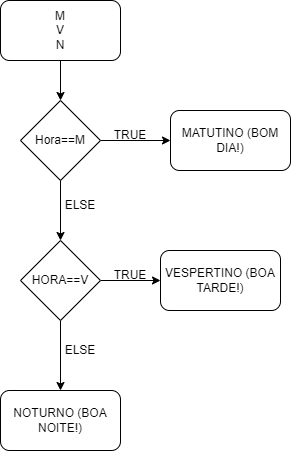 M
V
N
Hora==M
TRUE
MATUTINO (BOM
DIA!)
ELSE
HORA==V
TRUE
VESPERTINO (BOA
TARDE!)
ELSE
NOTURNO (BOA
NOITE!)